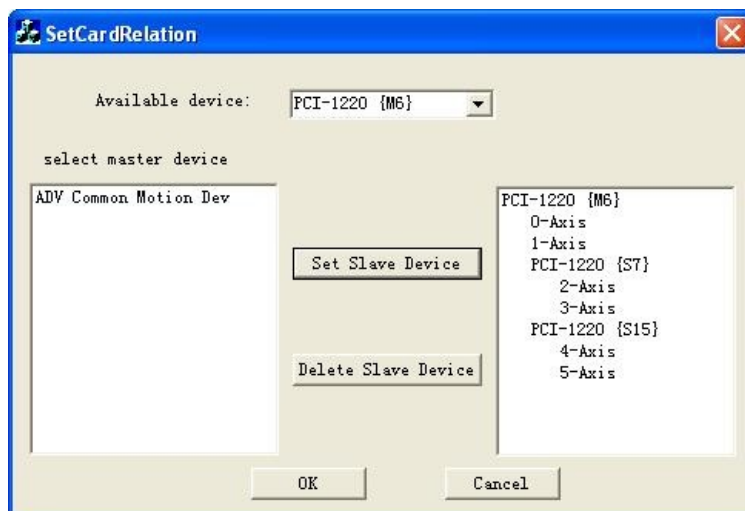 SetCardRelation
Available device:
PCI-1220 {M6}
select master device
ADV Common Motion Dev
Set Slave Device
Delete Slave Device
PCI-1220 {M6}
0-Axis
1-Axis
PCI-1220 {S7}
2-Axis
3-Axis
PCI-1220 {S15}
4-Axis
5-Axis
OK
Cancel